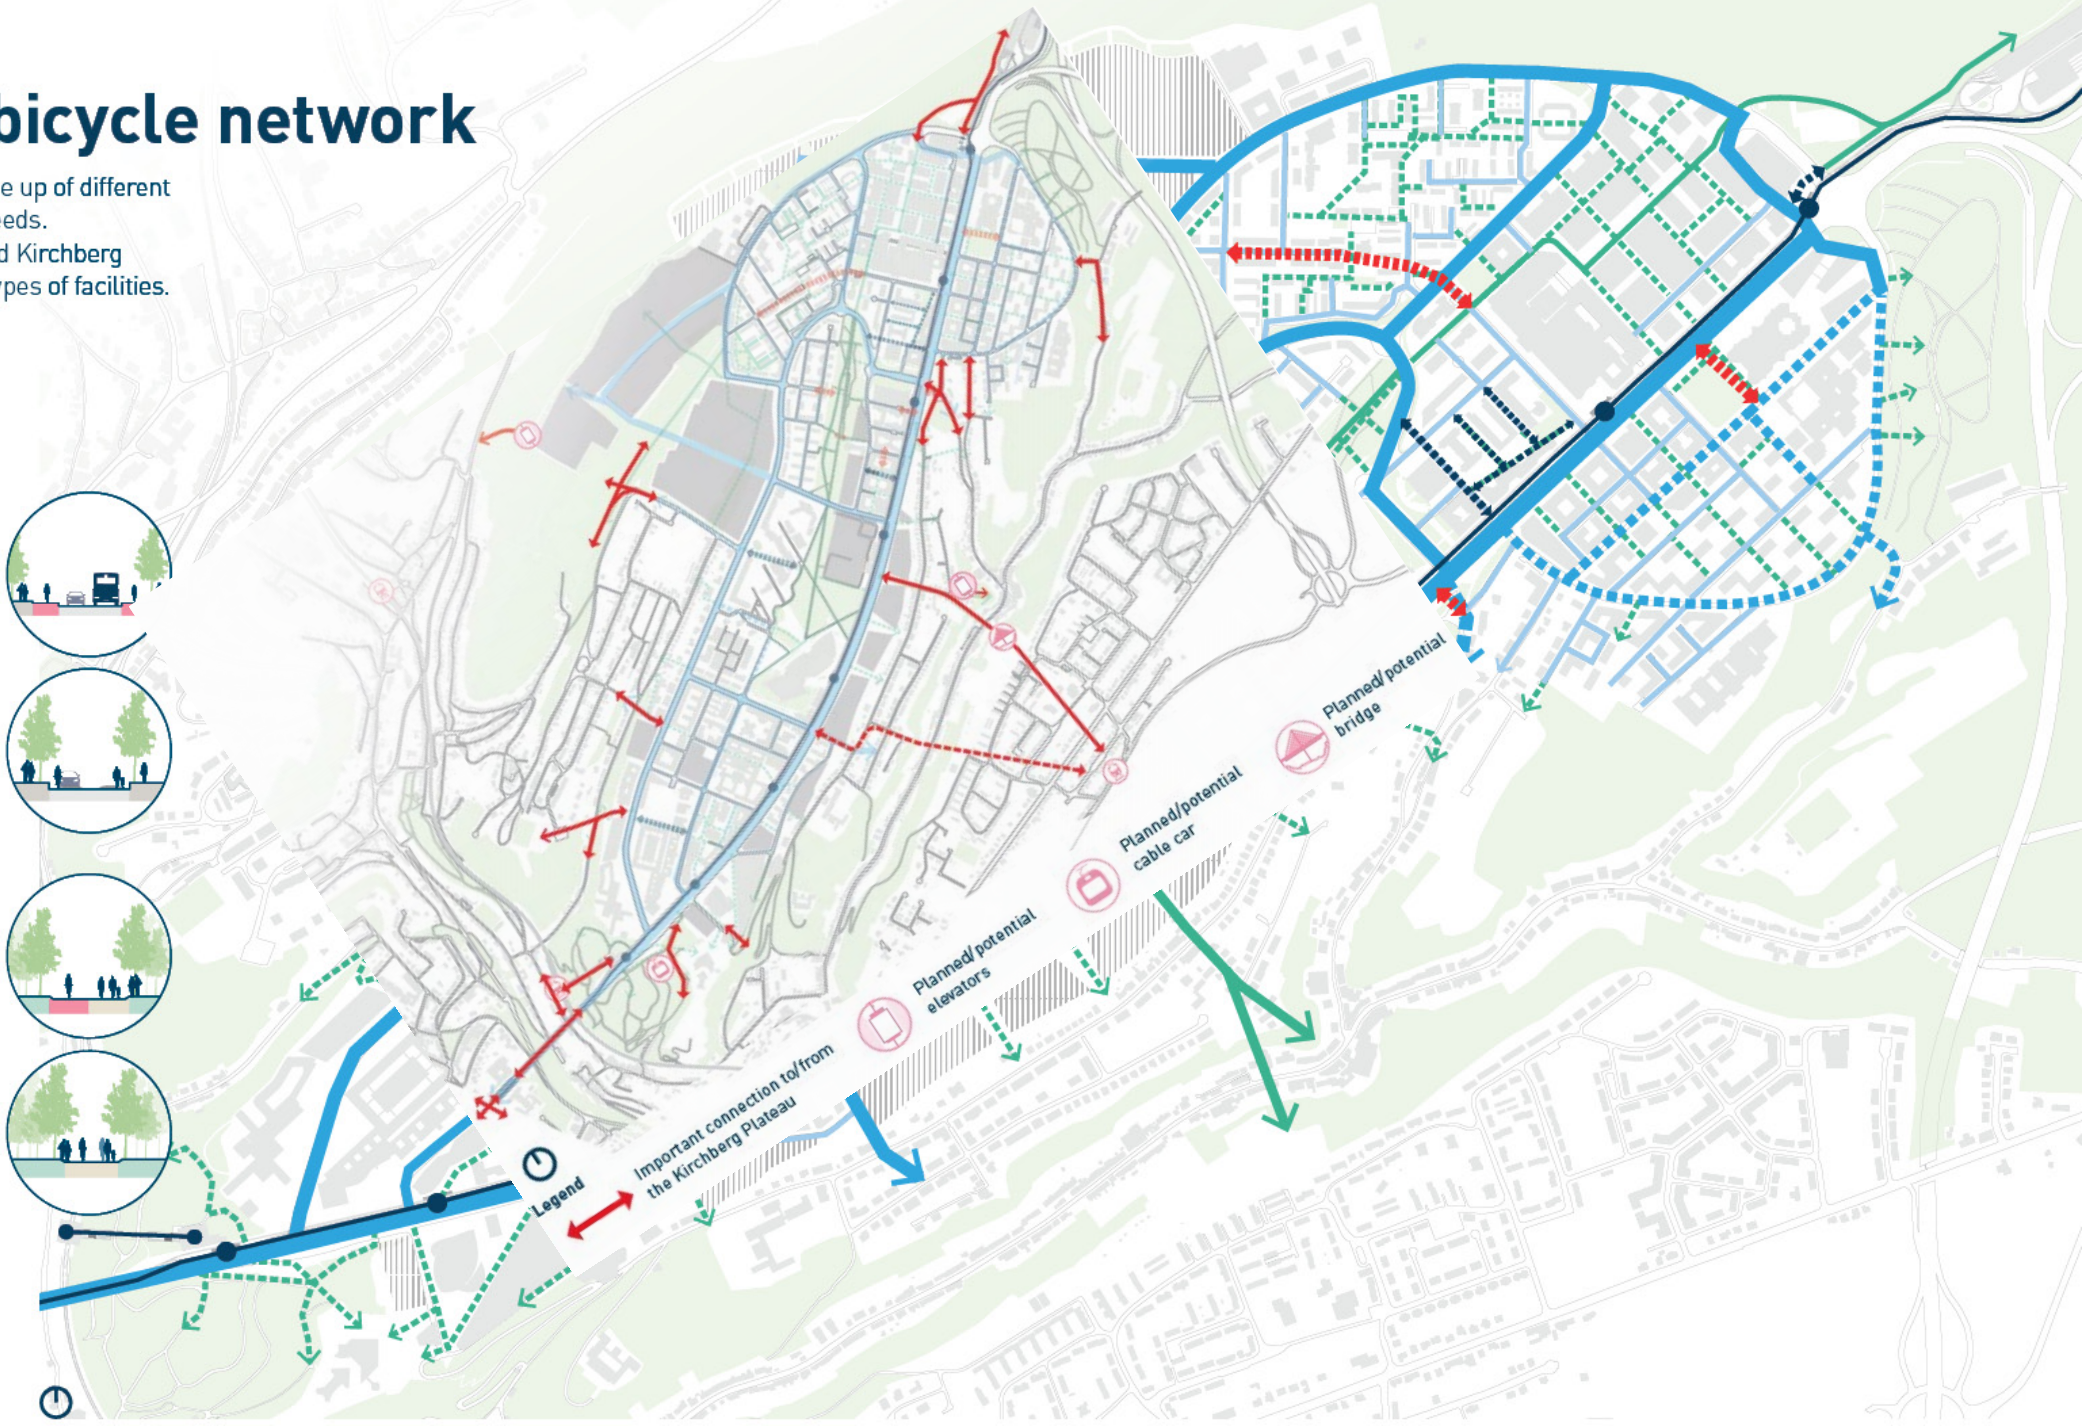 bicycle network
e up of different
eeds.
d Kirchberg
ypes of facilities.
Planned/potential
bridge
Planned/potential
cable car
Planned/potential
elevators
Important connection to/from
the Kirchberg Plateau
Legend